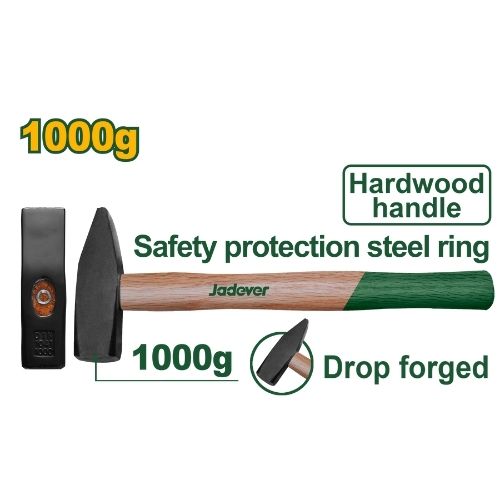 1000g
Hardwood
handle
Safety protection steel ring
Jadever
1000g
Drop forged